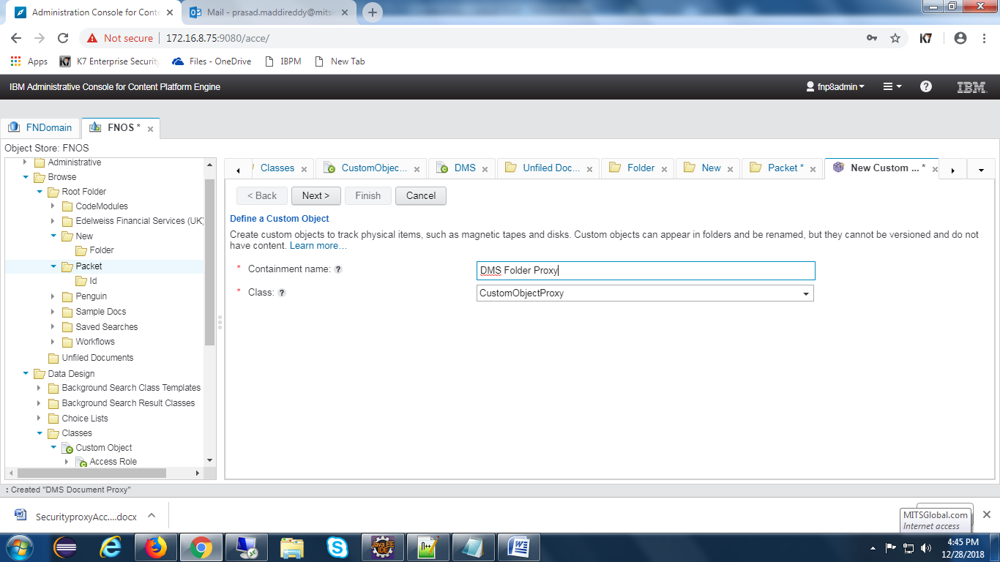 Administration Console for Conte
Mail - prasad.maddireddy@mitsi
Not secure
172.16.8.75:9080/acce/
K7
Apps
K7 Enterprise Security
Files - OneDrive
IBPM
New Tab
IBM Administrative Console for Content Platform Engine
fnp8admin
IBM
FNDomain
FNOS *
Object Store: FNOS
Administrative
Browse
Root Folder
CodeModules
Edelweiss Financial Services (UK)
New
Folder
Packet
Id
Penguin
Sample Docs
Saved Searches
Workflows
Unfiled Documents
Data Design
Background Search Class Templates
Background Search Result Classes
Choice Lists
Classes
Custom Object
Access Role
Classes
CustomObjec...
DMS
Unfiled Doc...
Folder
New
Packet *
New Custom ... *
< Back
Next >
Finish
Cancel
Define a Custom Object
Create custom objects to track physical items, such as magnetic tapes and disks. Custom objects can appear in folders and be renamed, but they cannot be versioned and do not
have content. Learn more…
* Containment name: ?
DMS Folder Proxy
* Class: ?
CustomObjectProxy
: Created "DMS Document Proxy"
SecurityproxyAcc....docx
MITSGlobal.com
Internet access
4:45 PM
12/28/2018